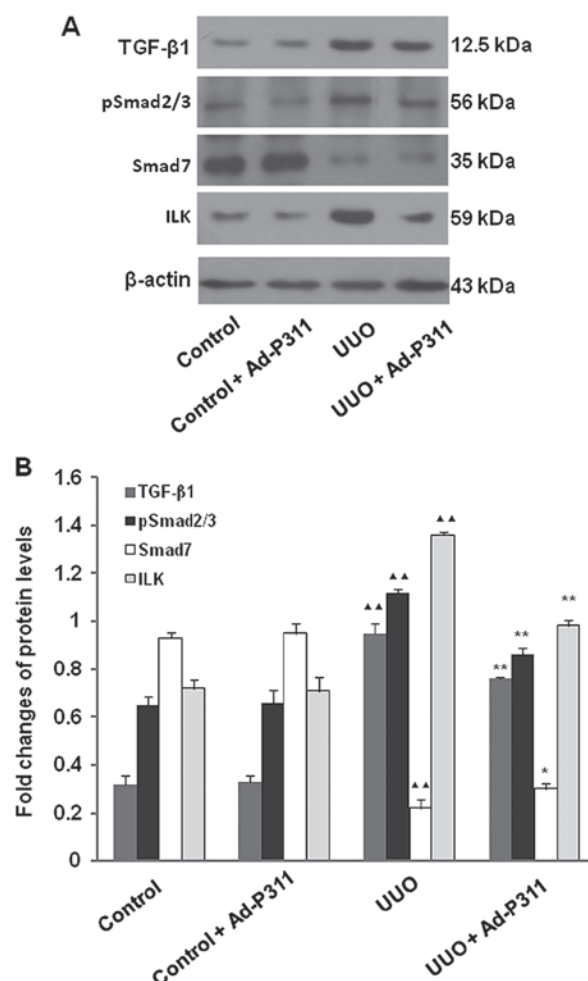 A
TGF-β1 12.5 kDa
pSmad2/3 56 kDa
Smad7 35 kDa
ILK 59 kDa
β-actin 43 kDa
Control
Control + Ad-P311
UUO
UUO + Ad-P311
B
Fold changes of protein levels
1.6
1.4
1.2
1
0.8
0.6
0.4
0.2
0
TGF-β1
pSmad2/3
Smad7
ILK
▲▲
▲▲
▲▲
▲▲
**
**
*
**
Control
Control + Ad-P311
UUO
UUO + Ad-P311